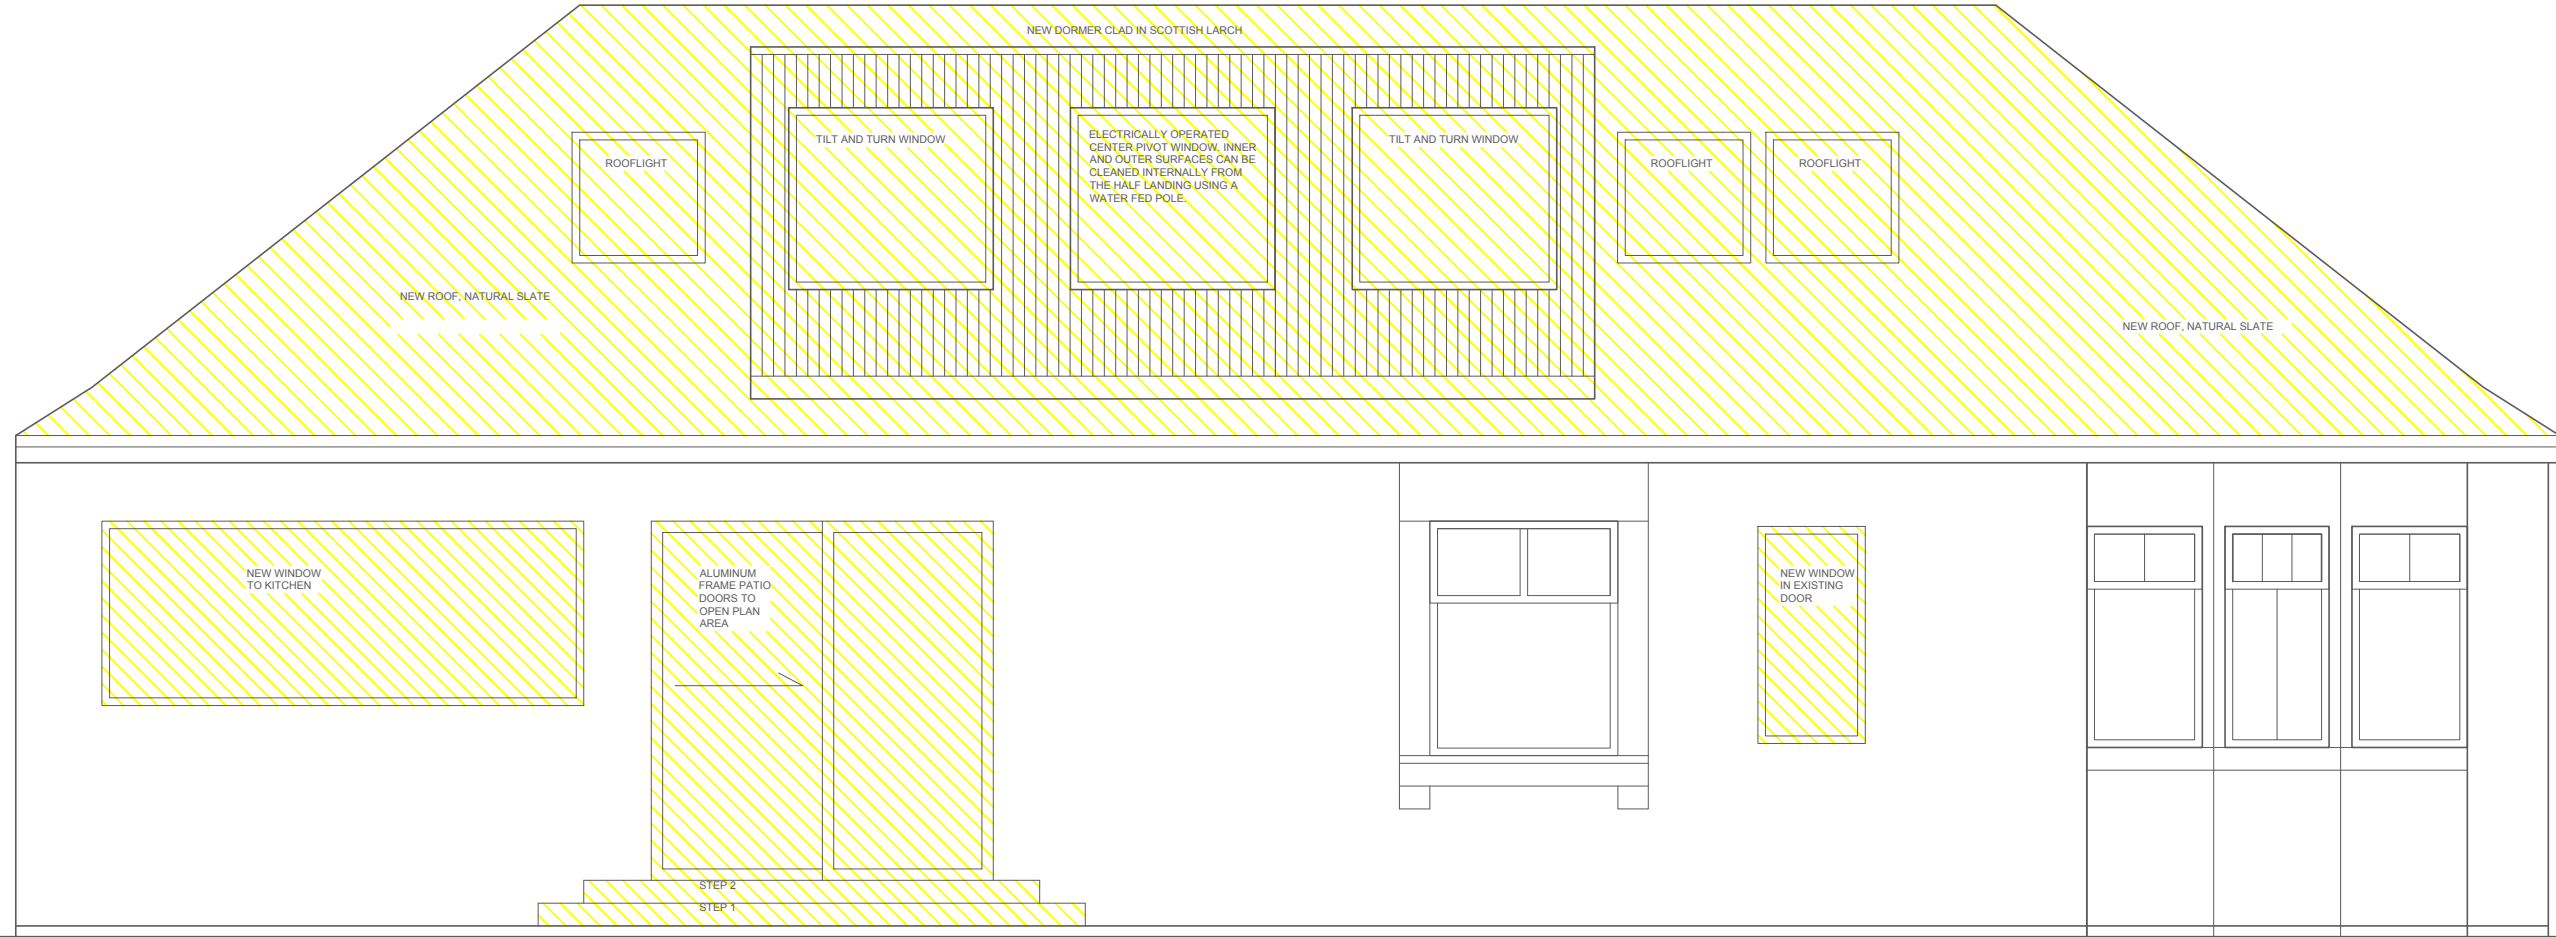 NEW DORMER CLAD IN SCOTTISH LARCH
ROOFLIGHT
TILT AND TURN WINDOW
ELECTRICALLY OPERATED
CENTER PIVOT WINDOW. INNER
AND OUTER SURFACES CAN BE
CLEANED INTERNALLY FROM
THE HALF LANDING USING A
WATER FED POLE.
TILT AND TURN WINDOW
ROOFLIGHT
ROOFLIGHT
NEW ROOF, NATURAL SLATE
NEW ROOF, NATURAL SLATE
NEW WINDOW
TO KITCHEN
ALUMINUM
FRAME PATIO
DOORS TO
OPEN PLAN
AREA
NEW WINDOW
IN EXISTING
DOOR
STEP 2
STEP 1